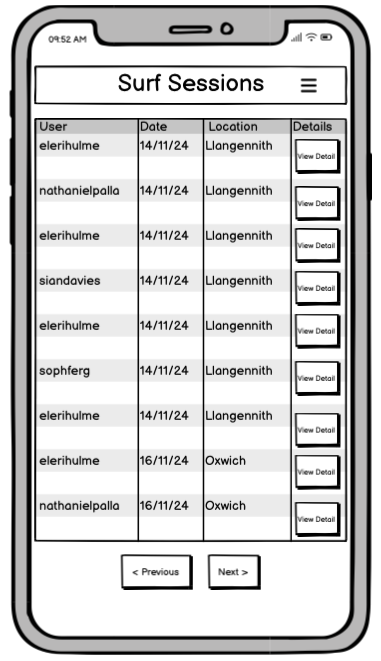 09:52 AM
Surf Sessions
User Date Location Details
elerihulme 14/11/24 Llangennith View Detail
nathanielpalla 14/11/24 Llangennith View Detail
elerihulme 14/11/24 Llangennith View Detail
siandavies 14/11/24 Llangennith View Detail
elerihulme 14/11/24 Llangennith View Detail
sophferg 14/11/24 Llangennith View Detail
elerihulme 14/11/24 Llangennith View Detail
elerihulme 16/11/24 Oxwich View Detail
nathanielpalla 16/11/24 Oxwich View Detail
< Previous Next >